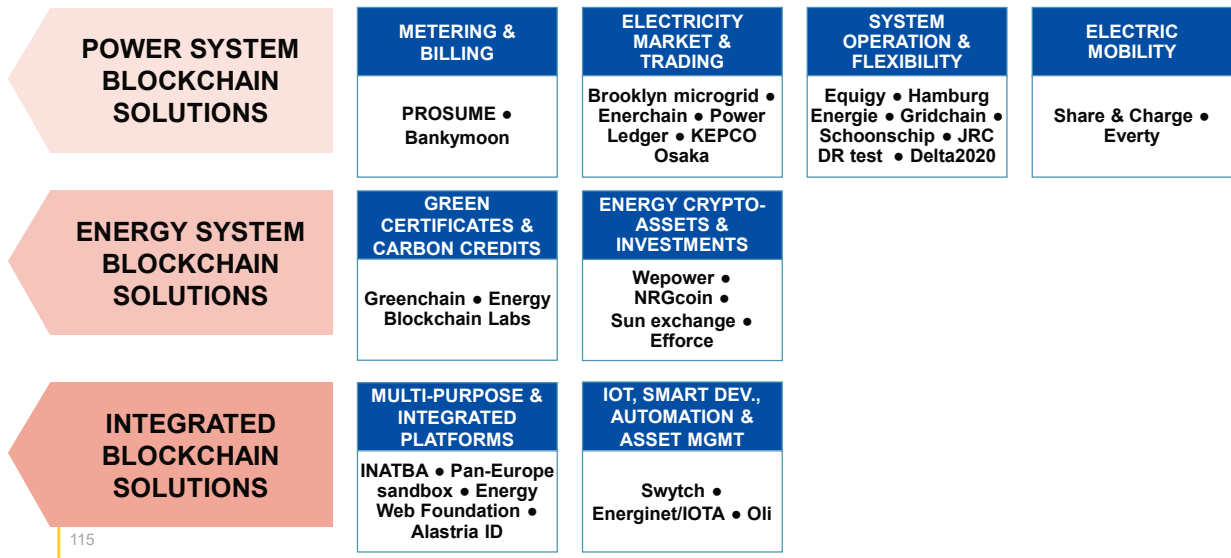 POWER SYSTEM
BLOCKCHAIN
SOLUTIONS
METERING &
BILLING
PROSUME ●
Bankymoon
ELECTRICITY
MARKET &
TRADING
Brooklyn microgrid ●
Enerchain ● Power
Ledger ● KEPCO
Osaka
SYSTEM
OPERATION &
FLEXIBILITY
Equigy ● Hamburg
Energie ● Gridchain ●
Schoonschip ● JRC
DR test ● Delta2020
ELECTRIC
MOBILITY
Share & Charge ●
Everty
ENERGY SYSTEM
BLOCKCHAIN
SOLUTIONS
GREEN
CERTIFICATES &
CARBON CREDITS
Greenchain ● Energy
Blockchain Labs
ENERGY CRYPTO-
ASSETS &
INVESTMENTS
Wepower ●
NRGcoin ●
Sun exchange ●
Efforce
INTEGRATED
BLOCKCHAIN
SOLUTIONS
MULTI-PURPOSE &
INTEGRATED
PLATFORMS
INATBA ● Pan-Europe
sandbox ● Energy
Web Foundation ●
Alastria ID
IOT, SMART DEV.,
AUTOMATION &
ASSET MGMT
Swytch ●
Energinet/IOTA ● Oli
115